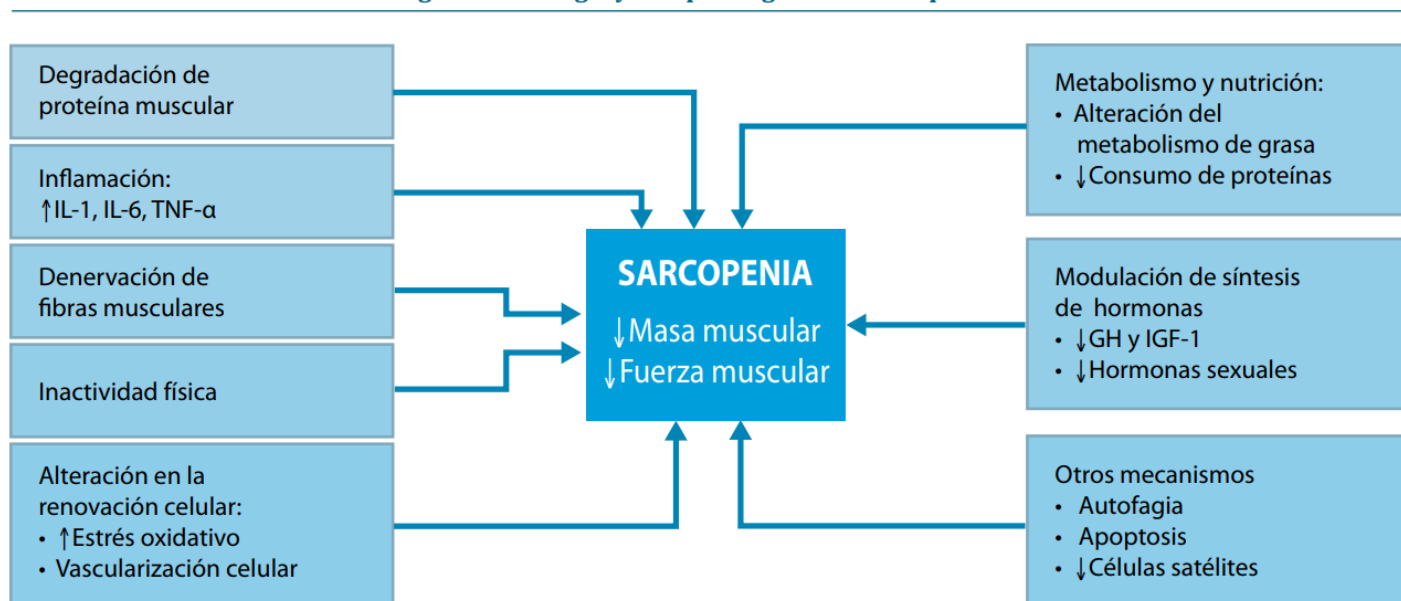 Degradación de
proteína muscular
Inflamación:
↑IL-1, IL-6, TNF-α
Denervación de
fibras musculares
Inactividad física
Alteración en la
renovación celular:
• ↑Estrés oxidativo
• Vascularización celular
SARCOPENIA
↓Masa muscular
↓Fuerza muscular
Metabolismo y nutrición:
• Alteración del
metabolismo de grasa
• ↓Consumo de proteínas
Modulación de síntesis
de hormonas
• ↓GH y IGF-1
• ↓Hormonas sexuales
Otros mecanismos
• Autofagia
• Apoptosis
• ↓Células satélites